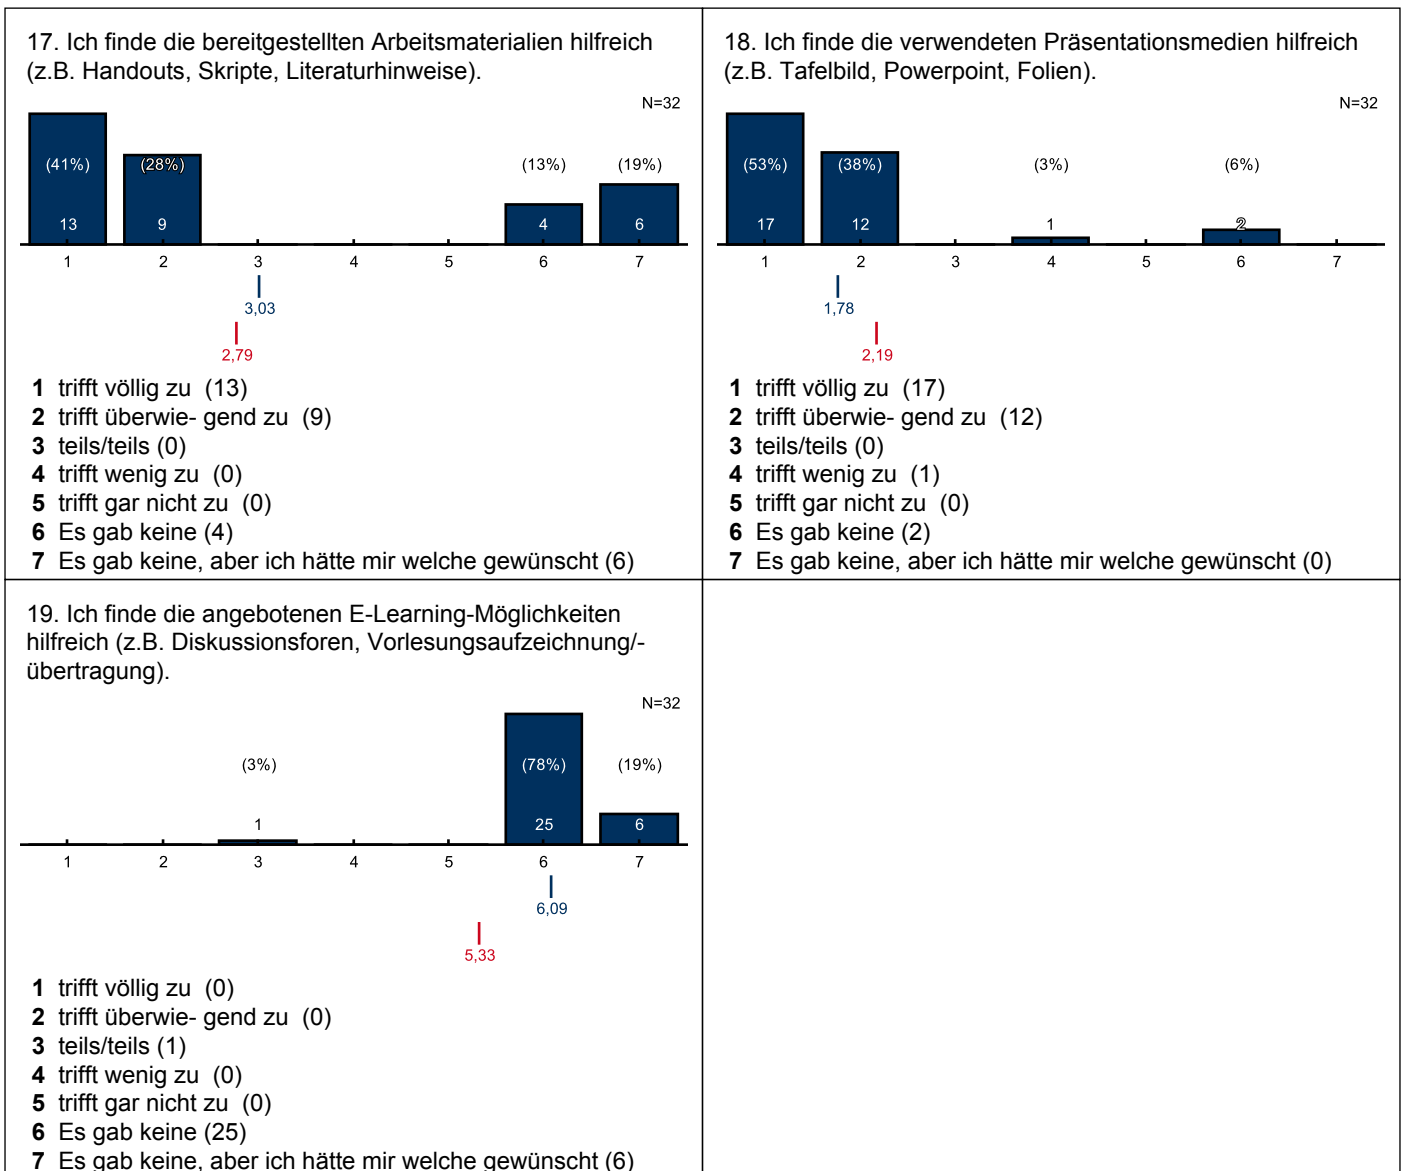 17. Ich finde die bereitgestellten Arbeitsmaterialien hilfreich
(z.B. Handouts, Skripte, Literaturhinweise).
N=32
(41%) (28%) (13%) (19%)
13 9 4 6
1 2 3 4 5 6 7
3,03
2,79
1 trifft völlig zu (13)
2 trifft überwie- gend zu (9)
3 teils/teils (0)
4 trifft wenig zu (0)
5 trifft gar nicht zu (0)
6 Es gab keine (4)
7 Es gab keine, aber ich hätte mir welche gewünscht (6)
18. Ich finde die verwendeten Präsentationsmedien hilfreich
(z.B. Tafelbild, Powerpoint, Folien).
N=32
(53%) (38%) (3%) (6%)
17 12 1 2
1 2 3 4 5 6 7
1,78
2,19
1 trifft völlig zu (17)
2 trifft überwie- gend zu (12)
3 teils/teils (0)
4 trifft wenig zu (1)
5 trifft gar nicht zu (0)
6 Es gab keine (2)
7 Es gab keine, aber ich hätte mir welche gewünscht (0)
19. Ich finde die angebotenen E-Learning-Möglichkeiten
hilfreich (z.B. Diskussionsforen, Vorlesungsaufzeichnung/-
übertragung).
N=32
(3%) (78%) (19%)
1 25 6
1 2 3 4 5 6 7
6,09
5,33
1 trifft völlig zu (0)
2 trifft überwie- gend zu (0)
3 teils/teils (1)
4 trifft wenig zu (0)
5 trifft gar nicht zu (0)
6 Es gab keine (25)
7 Es gab keine, aber ich hätte mir welche gewünscht (6)